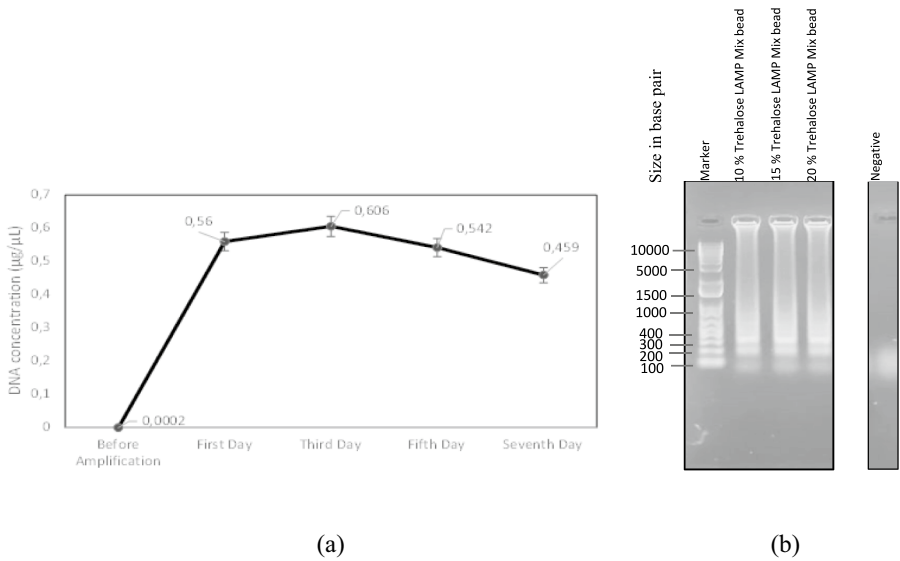 0,7
0,6
0,5
0,4
0,3
0,2
0,1
0
DNA concentration (µg/µL)
0,0002
0,56
0,606
0,542
0,459
Before Amplification
First Day
Third Day
Fifth Day
Seventh Day
(a)
Size in base pair
Marker
10 % Trehalose LAMP Mix bead
15 % Trehalose LAMP Mix bead
20 % Trehalose LAMP Mix bead
Negative
10000
5000
1500
1000
400
300
200
100
(b)